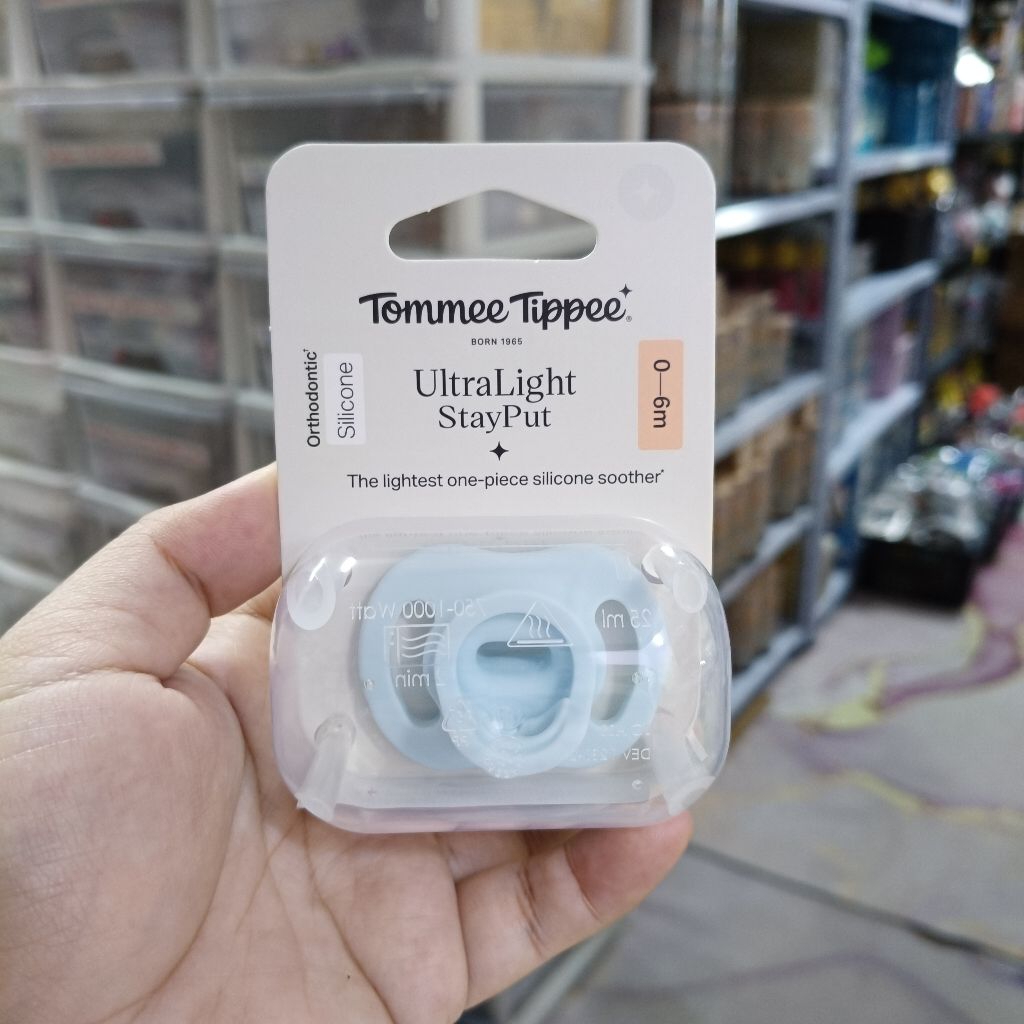 Tommee Tippee®
BORN 1965
Orthodontic†
Silicone
UltraLight
StayPut
0—6m
The lightest one-piece silicone soother*
750-1000 Watt
25 ml
min